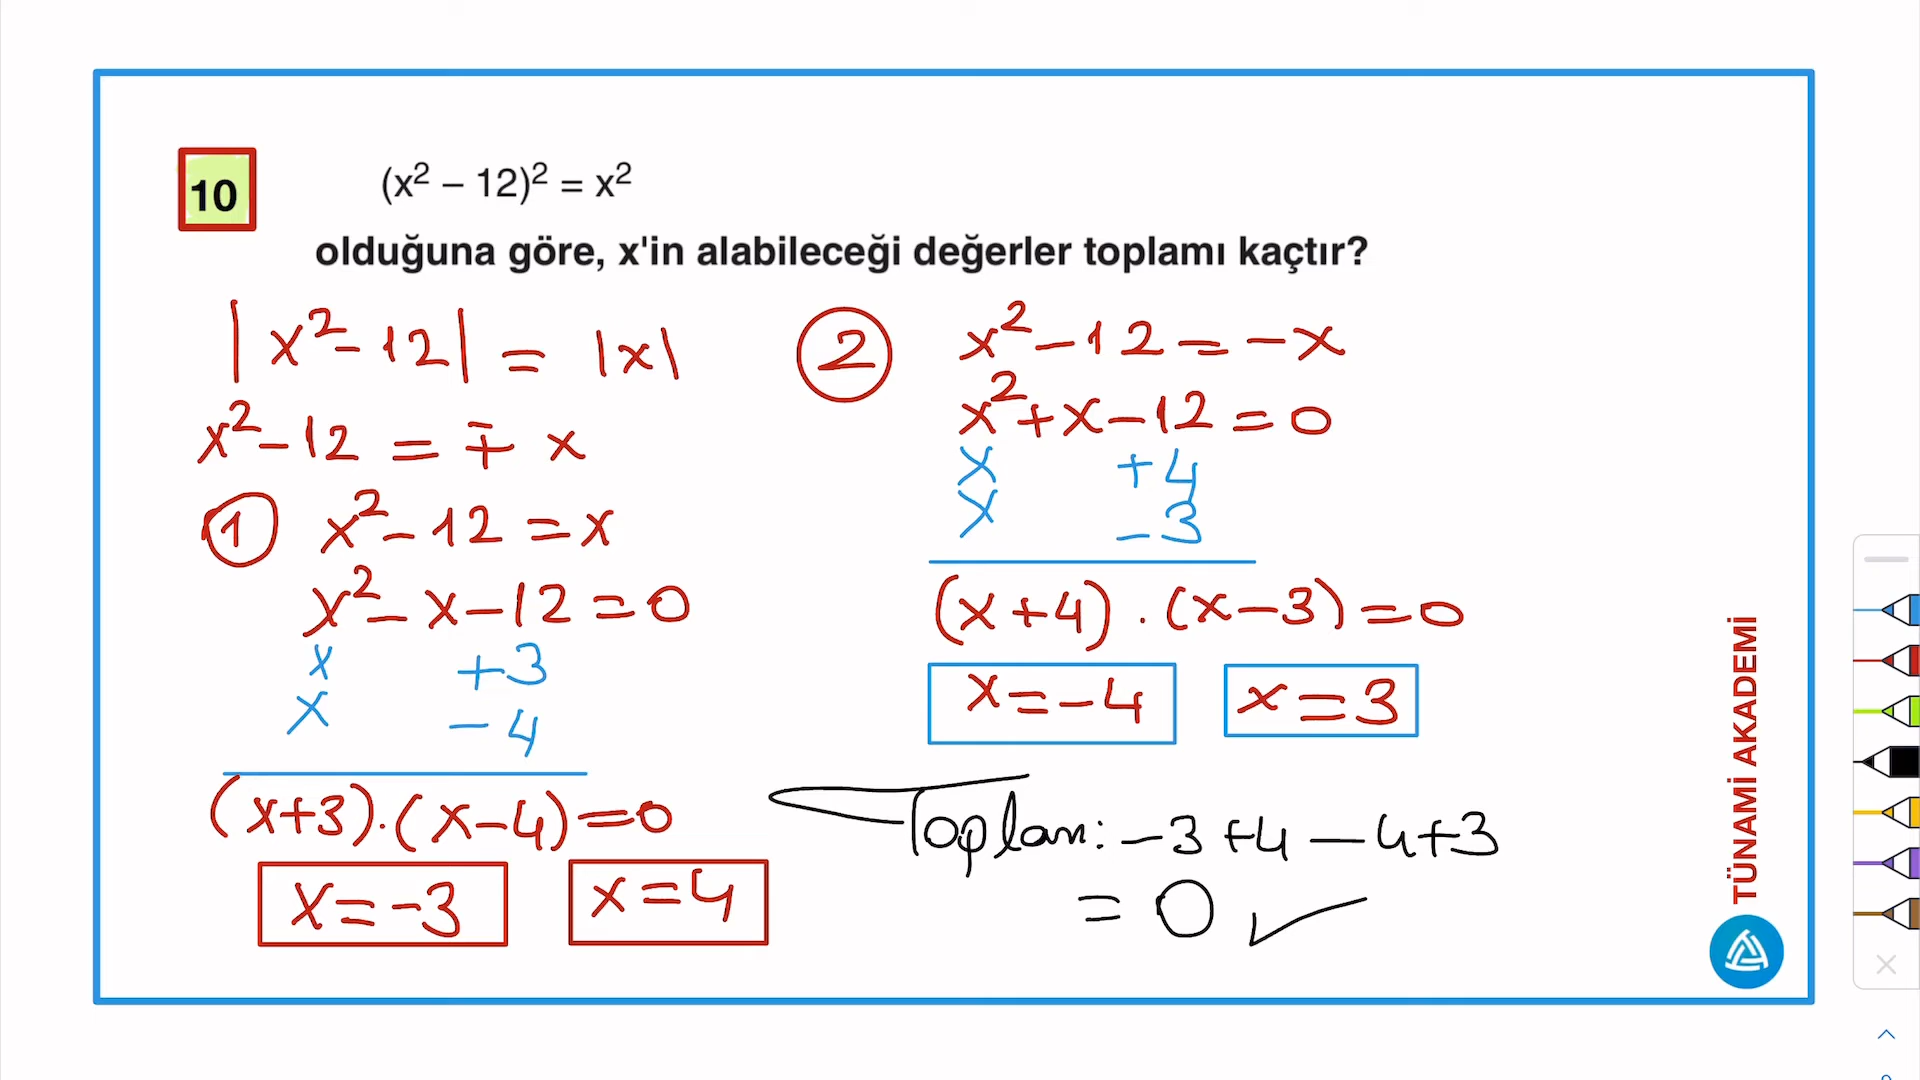 10
(x² – 12)² = x²
olduğuna göre, x'in alabileceği değerler toplamı kaçtır?
|x² - 12| = |x|
x² - 12 = ∓ x
① x² - 12 = x
x² - x - 12 = 0
x +3
x - 4
(x+3).(x-4)=0
x = -3 x = 4
② x² - 12 = -x
x² + x - 12 = 0
x +4
x -3
(x+4).(x-3)=0
x = -4 x = 3
Toplam: -3+4-4+3
= 0 ✓
TÜNAMİ AKADEMİ